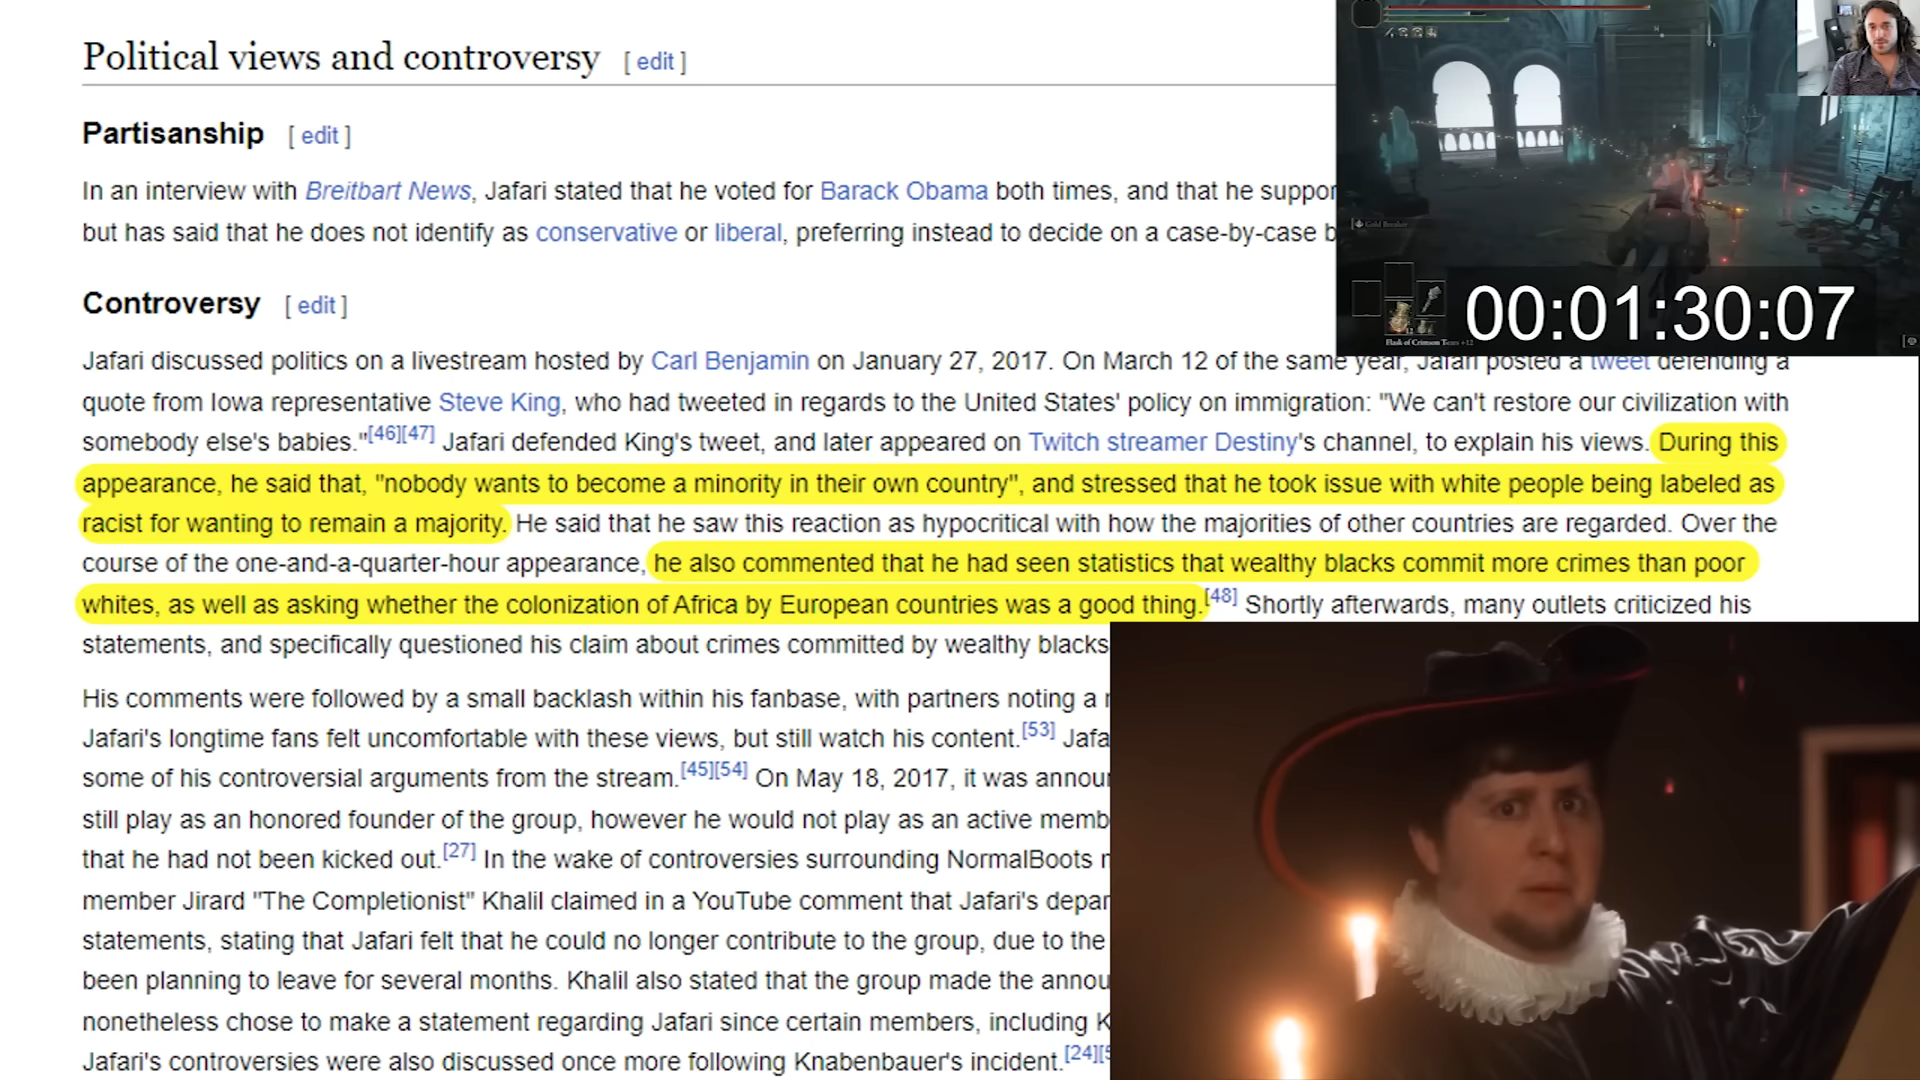 Political views and controversy [ edit ]
Partisanship [ edit ]
In an interview with Breitbart News, Jafari stated that he voted for Barack Obama both times, and that he suppor
but has said that he does not identify as conservative or liberal, preferring instead to decide on a case-by-case b
00:01:30:07
Flask of Crimson Tears +12
Controversy [ edit ]
Jafari discussed politics on a livestream hosted by Carl Benjamin on January 27, 2017. On March 12 of the same year, Jafari posted a tweet defending a
quote from Iowa representative Steve King, who had tweeted in regards to the United States' policy on immigration: "We can't restore our civilization with
somebody else's babies."[46][47] Jafari defended King's tweet, and later appeared on Twitch streamer Destiny's channel, to explain his views. During this
appearance, he said that, "nobody wants to become a minority in their own country", and stressed that he took issue with white people being labeled as
racist for wanting to remain a majority. He said that he saw this reaction as hypocritical with how the majorities of other countries are regarded. Over the
course of the one-and-a-quarter-hour appearance, he also commented that he had seen statistics that wealthy blacks commit more crimes than poor
whites, as well as asking whether the colonization of Africa by European countries was a good thing.[48] Shortly afterwards, many outlets criticized his
statements, and specifically questioned his claim about crimes committed by wealthy blacks
His comments were followed by a small backlash within his fanbase, with partners noting a
Jafari's longtime fans felt uncomfortable with these views, but still watch his content.[53] Jafa
some of his controversial arguments from the stream.[45][54] On May 18, 2017, it was annou
still play as an honored founder of the group, however he would not play as an active memb
that he had not been kicked out.[27] In the wake of controversies surrounding NormalBoots
member Jirard "The Completionist" Khalil claimed in a YouTube comment that Jafari's depar
statements, stating that Jafari felt that he could no longer contribute to the group, due to the
been planning to leave for several months. Khalil also stated that the group made the annou
nonetheless chose to make a statement regarding Jafari since certain members, including K
Jafari's controversies were also discussed once more following Knabenbauer's incident.[24]